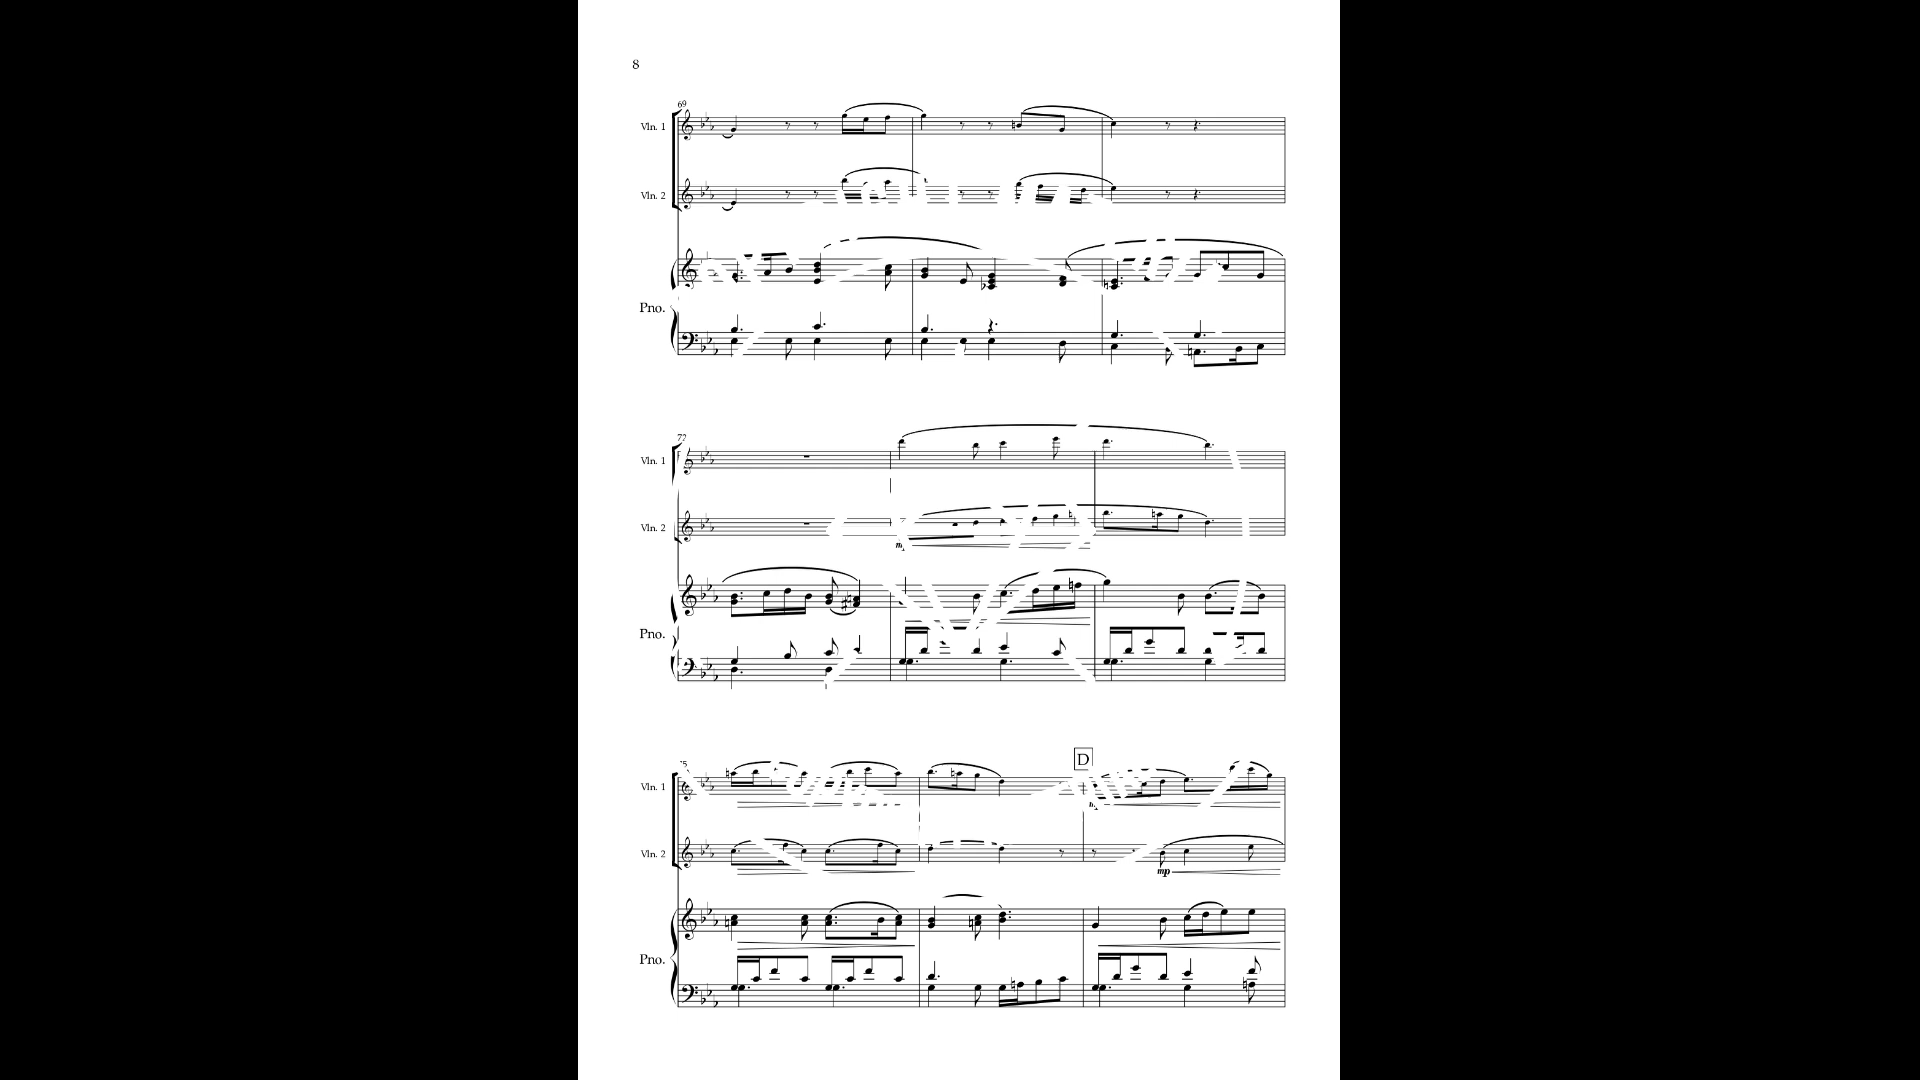 8
69
Vln. 1
Vln. 2
Pno.
72
Vln. 1
Vln. 2
Pno.
D
Vln. 1
Vln. 2
mp
Pno.